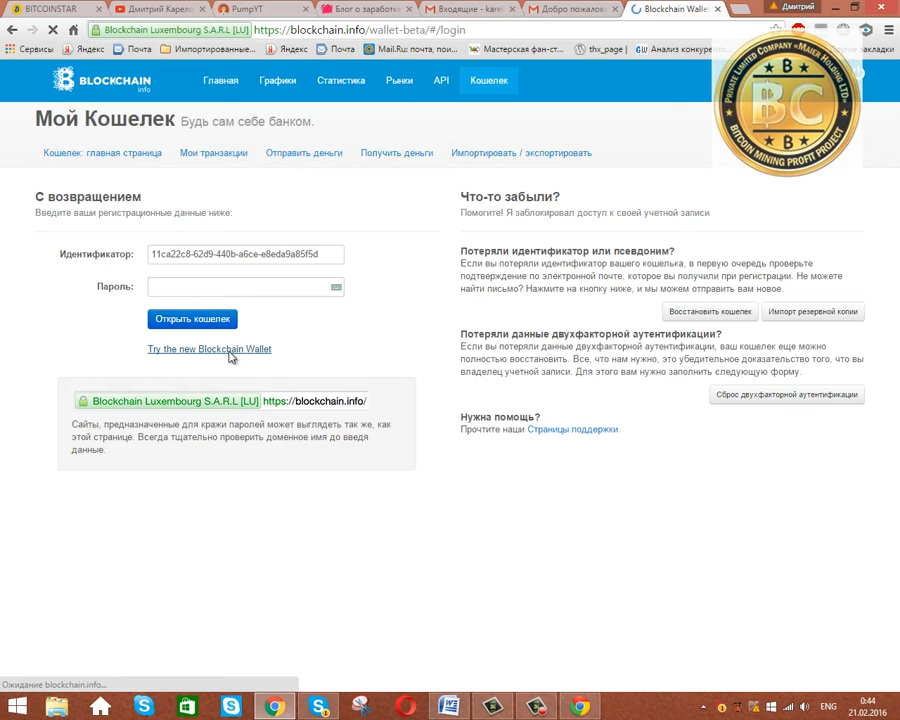 BITCOINSTAR
Дмитрий Карело
PumpYT
Блог о заработке
Входящие - karel
Добро пожалов
Blockchain Wallet
Дмитрий
Blockchain Luxembourg S.A.R.L [LU] https://blockchain.info/wallet-beta/#/login
Сервисы
Яндекс
Почта
Импортированные...
Яндекс
Почта
Mail.Ru: почта, пои...
Мастерская фан-ст...
thx_page |
Анализ конкурентo
Другие закладки
BLOCKCHAIN
info
Главная
Графики
Статистика
Рынки
API
Кошелек
PRIVATE LIMITED COMPANY «MAIER HOLDING LTD»
BC
BITCOIN MINING PROFIT PROJECT
Мой Кошелек Будь сам себе банком.
Кошелек: главная страница
Мои транзакции
Отправить деньги
Получить деньги
Импортировать / экспортировать
С возвращением
Введите ваши регистрационные данные ниже:
Идентификатор: 11ca22c8-62d9-440b-a6ce-e8eda9a85f5d
Пароль:
Открыть кошелек
Try the new Blockchain Wallet
Blockchain Luxembourg S.A.R.L [LU] https://blockchain.info/
Сайты, предназначенные для кражи паролей может выглядеть так же, как
этой странице. Всегда тщательно проверить доменное имя до введя
данные.
Что-то забыли?
Помогите! Я заблокировал доступ к своей учетной записи
Потеряли идентификатор или псевдоним?
Если вы потеряли идентификатор вашего кошелька, в первую очередь проверьте
подтверждение по электронной почте, которое вы получили при регистрации. Не можете
найти письмо? Нажмите на кнопку ниже, и мы можем отправить вам новое.
Восстановить кошелек
Импорт резервной копии
Потеряли данные двухфакторной аутентификации?
Если вы потеряли данные двухфакторной аутентификации, ваш кошелек еще можно
полностью восстановить. Все, что нам нужно, это убедительное доказательство того, что вы
владелец учетной записи. Для этого вам нужно заполнить следующую форму.
Сброс двухфакторной аутентификации
Нужна помощь?
Прочтите наши Страницы поддержки
Ожидание blockchain.info...
ENG
0:44
21.02.2016